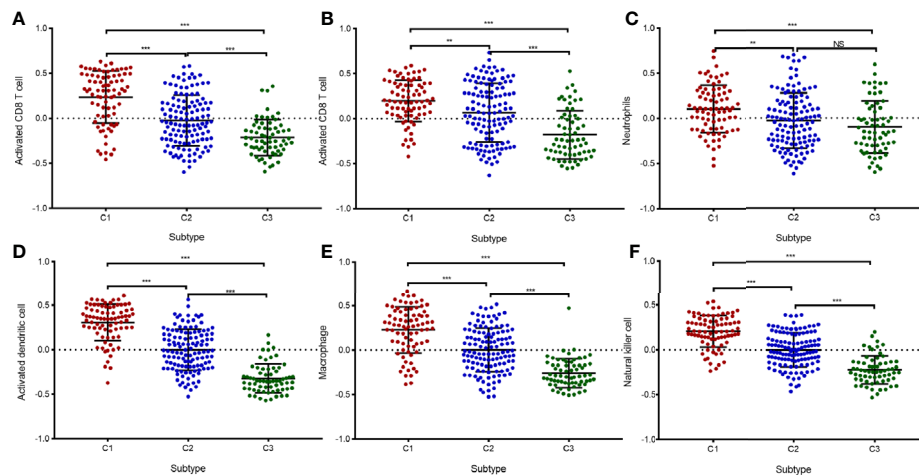 A
***
***
***
1.0
0.5
0.0
-0.5
-1.0
Activated CD8 T cell
C1
C2
C3
Subtype
B
***
**
***
1.0
0.5
0.0
-0.5
-1.0
Activated CD8 T cell
C1
C2
C3
Subtype
C
***
**
NS
1.0
0.5
0.0
-0.5
-1.0
Neutrophils
C1
C2
C3
Subtype
D
***
***
***
1.0
0.5
0.0
-0.5
-1.0
Activated dendritic cell
C1
C2
C3
Subtype
E
***
***
***
1.0
0.5
0.0
-0.5
-1.0
Macrophage
C1
C2
C3
Subtype
F
***
***
***
1.0
0.5
0.0
-0.5
-1.0
Natural killer cell
C1
C2
C3
Subtype